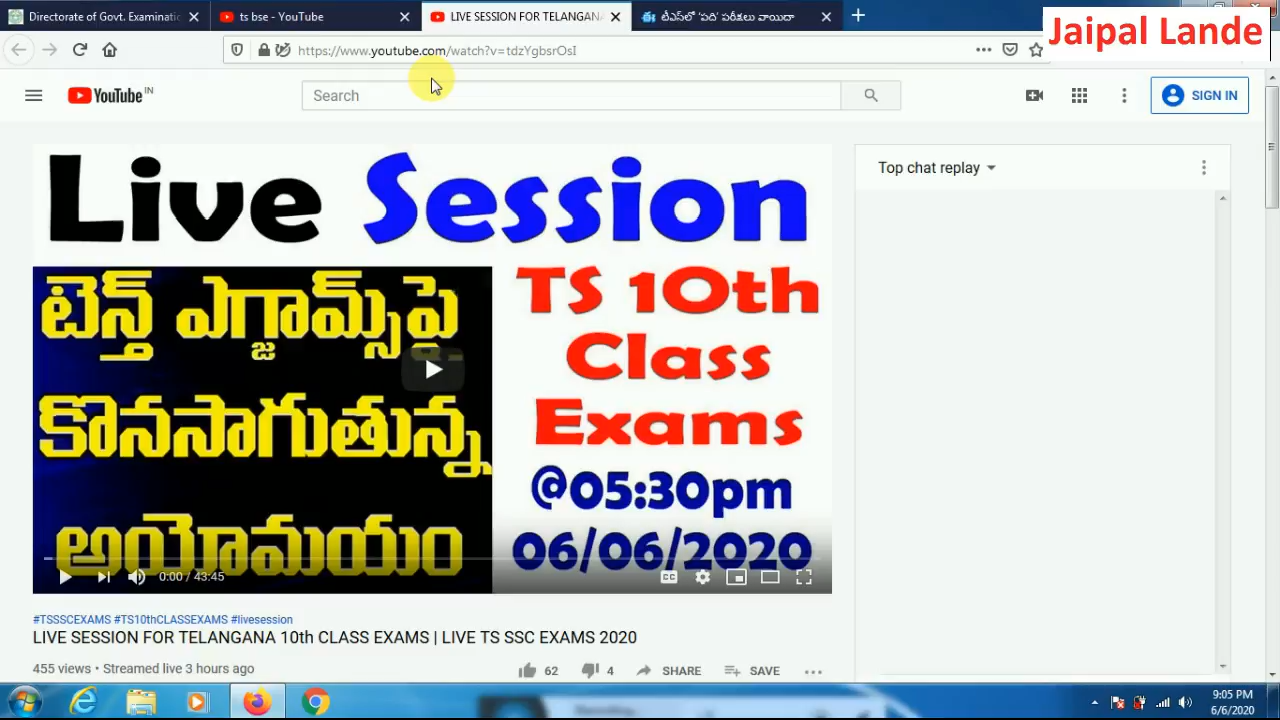 Directorate of Govt. Examinatio
ts bse - YouTube
LIVE SESSION FOR TELANGANA
టీఎస్‌లో 'పది' పరీక్షలు వాయిదా
Jaipal Lande
https://www.youtube.com/watch?v=tdzYgbsrOsI
YouTube IN
Search
SIGN IN
Top chat replay
Live Session
టెన్త్ ఎగ్జామ్స్‌పై
కొనసాగుతున్న
అయోమయం
TS 10th
Class
Exams
@05:30pm
06/06/2020
0:00 / 43:45
CC
#TSSSCEXAMS #TS10thCLASSEXAMS #livesession
LIVE SESSION FOR TELANGANA 10th CLASS EXAMS | LIVE TS SSC EXAMS 2020
455 views • Streamed live 3 hours ago
62
4
SHARE
SAVE
9:05 PM
6/6/2020